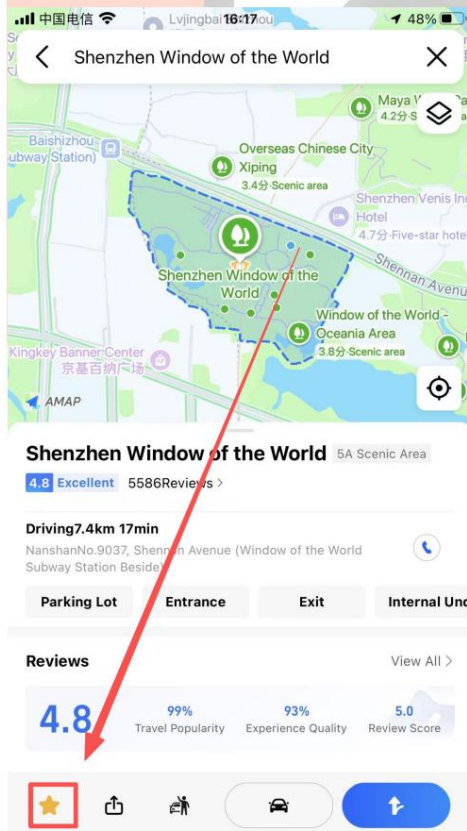 中国电信
Lvjingbai
16:17
ou
48%
Shenzhen Window of the World
Maya
4.2分·S
Baishizhou
ubway Station)
Overseas Chinese City
Xiping
3.4分·Scenic area
Shenzhen Venis In
Hotel
4.7分·Five-star hote
Shennan Avenu
Shenzhen Window of the
World
Window of the World -
Oceania Area
3.8分·Scenic area
Kingkey Banner Center
京基百纳广场
AMAP
Shenzhen Window of the World 5A Scenic Area
4.8 Excellent 5586Reviews >
Driving7.4km 17min
NanshanNo.9037, Shennan Avenue (Window of the World
Subway Station Beside)
Parking Lot Entrance Exit Internal Und
Reviews View All >
4.8 99% 93% 5.0
Travel Popularity Experience Quality Review Score